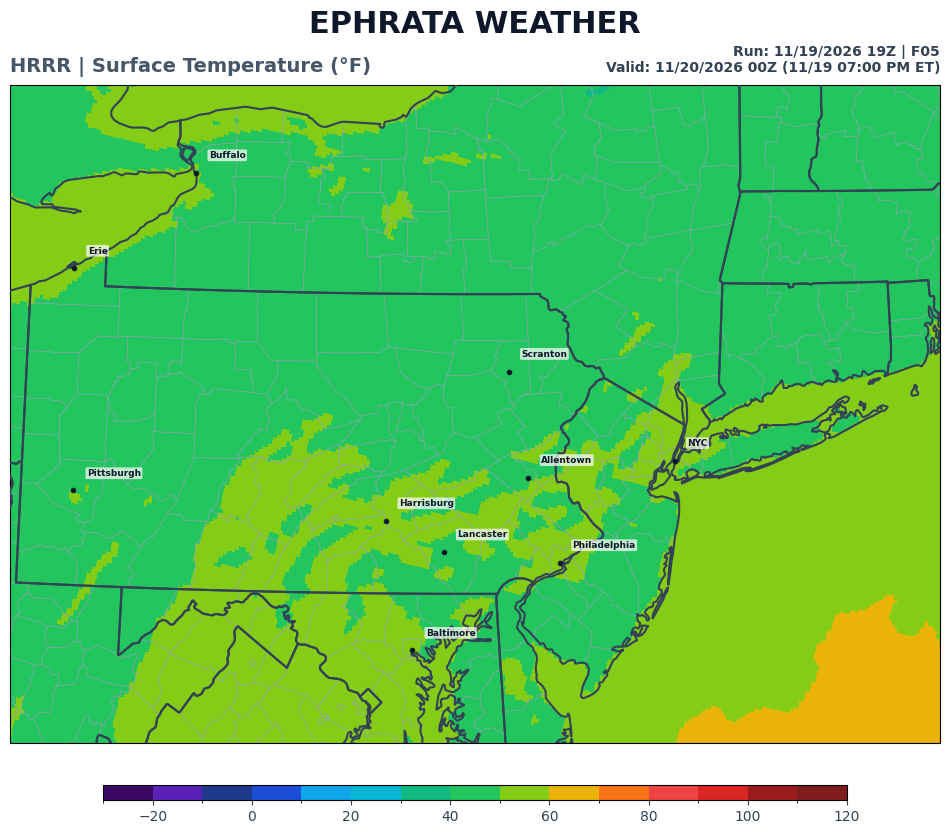 EPHRATA WEATHER
HRRR | Surface Temperature (°F)
Run: 11/19/2026 19Z | F05
Valid: 11/20/2026 00Z (11/19 07:00 PM ET)
Buffalo
Erie
Scranton
NYC
Allentown
Pittsburgh
Harrisburg
Lancaster
Philadelphia
Baltimore
−20 0 20 40 60 80 100 120